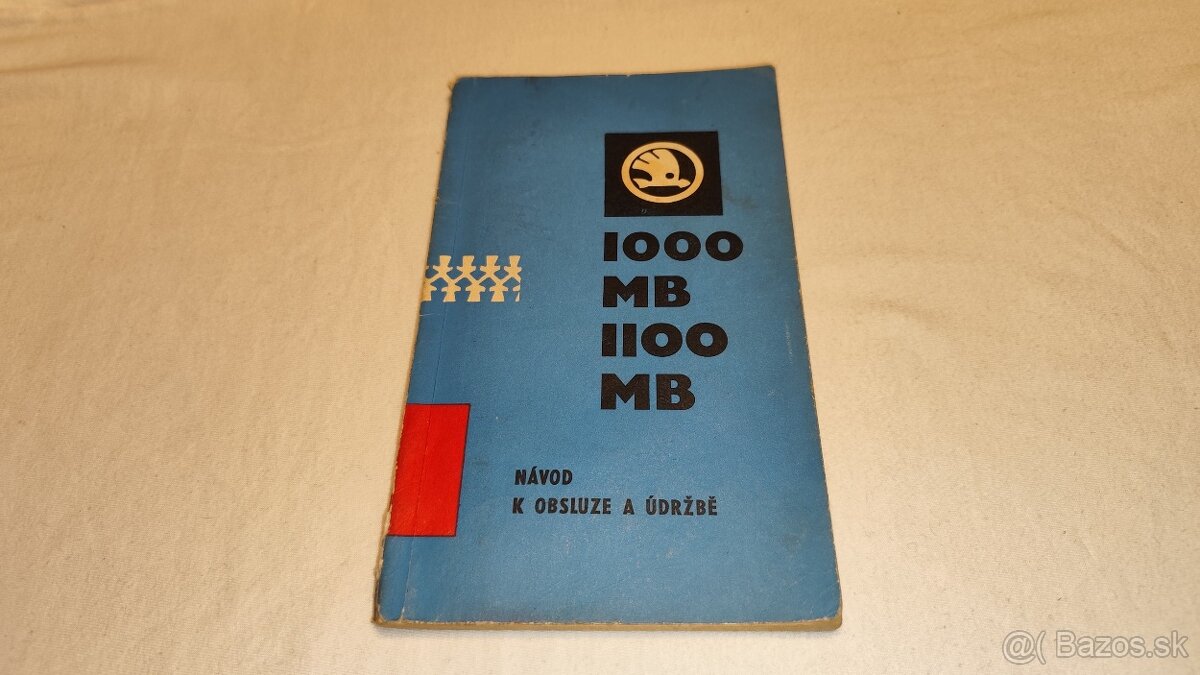 1000
MB
1100
MB
NÁVOD
K OBSLUZE A ÚDRŽBĚ
@( Bazos.sk